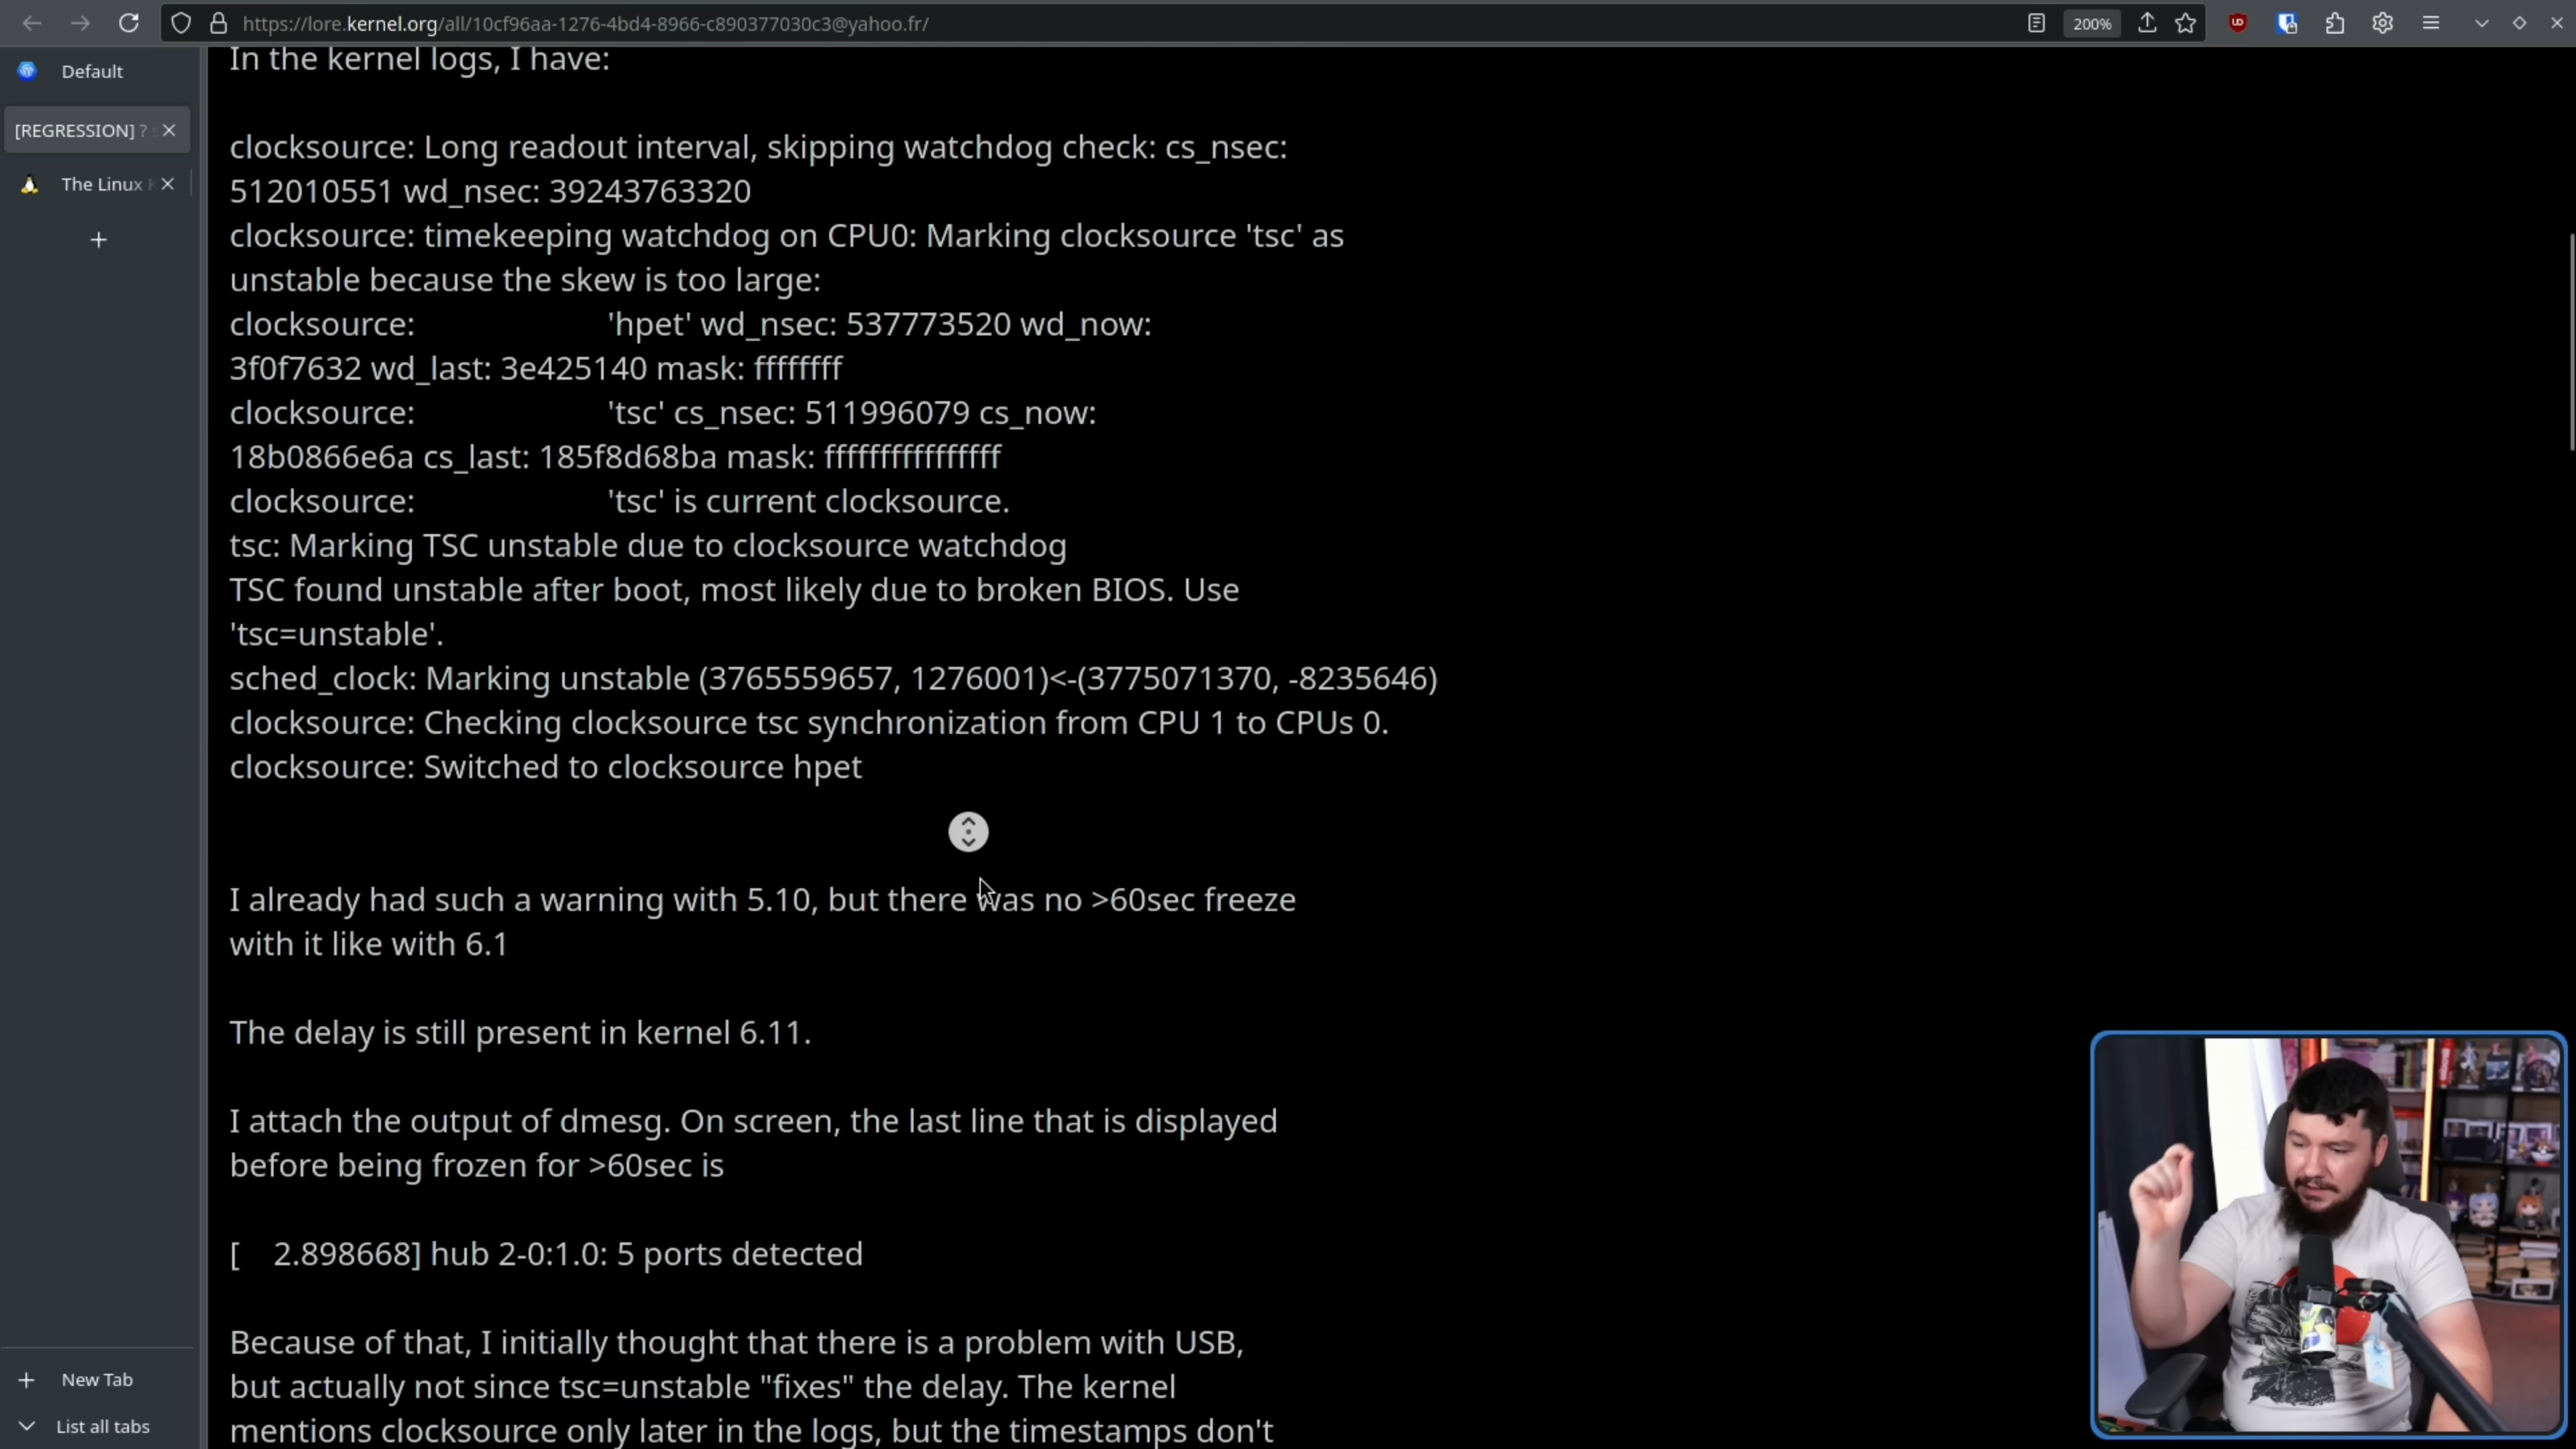 https://lore.kernel.org/all/10cf96aa-1276-4bd4-8966-c890377030c3@yahoo.fr/
200%
Default
[REGRESSION] ?
The Linux
In the kernel logs, I have:
clocksource: Long readout interval, skipping watchdog check: cs_nsec:
512010551 wd_nsec: 39243763320
clocksource: timekeeping watchdog on CPU0: Marking clocksource 'tsc' as
unstable because the skew is too large:
clocksource: 'hpet' wd_nsec: 537773520 wd_now:
3f0f7632 wd_last: 3e425140 mask: ffffffff
clocksource: 'tsc' cs_nsec: 511996079 cs_now:
18b0866e6a cs_last: 185f8d68ba mask: ffffffffffffffff
clocksource: 'tsc' is current clocksource.
tsc: Marking TSC unstable due to clocksource watchdog
TSC found unstable after boot, most likely due to broken BIOS. Use
'tsc=unstable'.
sched_clock: Marking unstable (3765559657, 1276001)<-(3775071370, -8235646)
clocksource: Checking clocksource tsc synchronization from CPU 1 to CPUs 0.
clocksource: Switched to clocksource hpet
I already had such a warning with 5.10, but there was no >60sec freeze
with it like with 6.1
The delay is still present in kernel 6.11.
I attach the output of dmesg. On screen, the last line that is displayed
before being frozen for >60sec is
[    2.898668] hub 2-0:1.0: 5 ports detected
Because of that, I initially thought that there is a problem with USB,
but actually not since tsc=unstable "fixes" the delay. The kernel
mentions clocksource only later in the logs, but the timestamps don't
New Tab
List all tabs